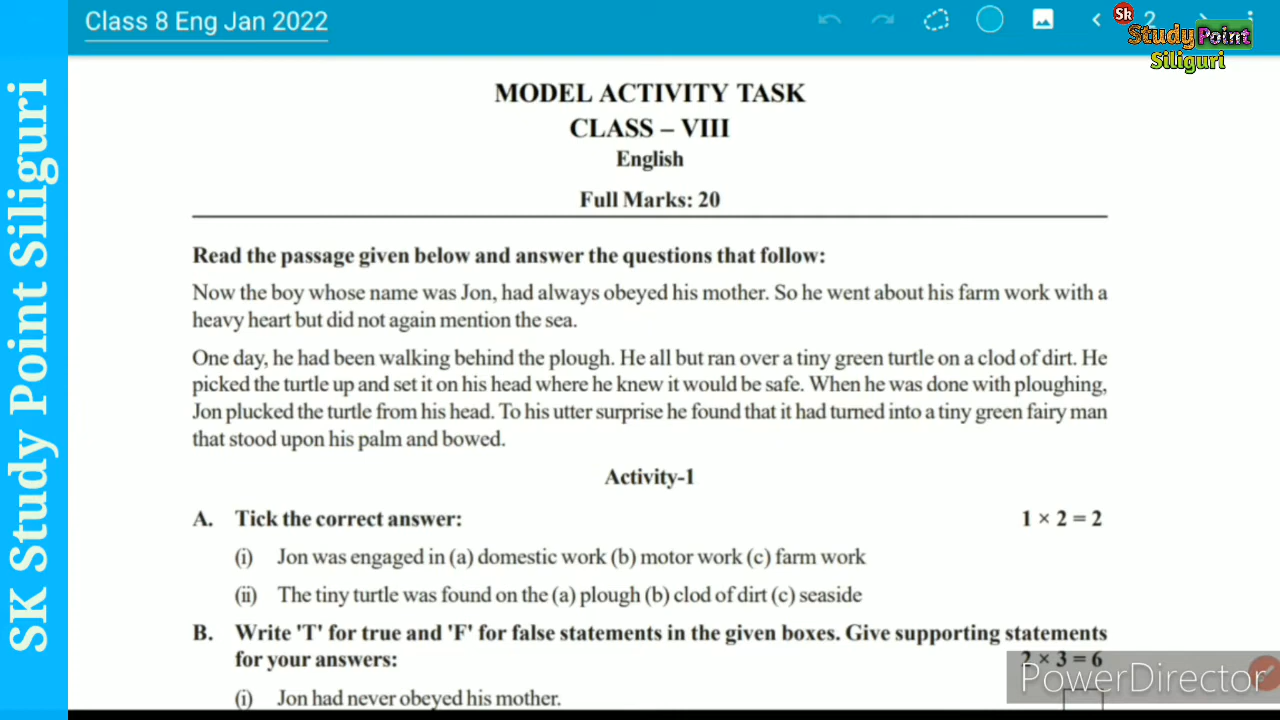 Class 8 Eng Jan 2022
2
Sk
Study Point
Siliguri
SK Study Point Siliguri
MODEL ACTIVITY TASK
CLASS – VIII
English
Full Marks: 20
Read the passage given below and answer the questions that follow:
Now the boy whose name was Jon, had always obeyed his mother. So he went about his farm work with a
heavy heart but did not again mention the sea.
One day, he had been walking behind the plough. He all but ran over a tiny green turtle on a clod of dirt. He
picked the turtle up and set it on his head where he knew it would be safe. When he was done with ploughing,
Jon plucked the turtle from his head. To his utter surprise he found that it had turned into a tiny green fairy man
that stood upon his palm and bowed.
Activity-1
A. Tick the correct answer: 1 × 2 = 2
(i) Jon was engaged in (a) domestic work (b) motor work (c) farm work
(ii) The tiny turtle was found on the (a) plough (b) clod of dirt (c) seaside
B. Write 'T' for true and 'F' for false statements in the given boxes. Give supporting statements
for your answers: 2 × 3 = 6
(i) Jon had never obeyed his mother.
PowerDirector